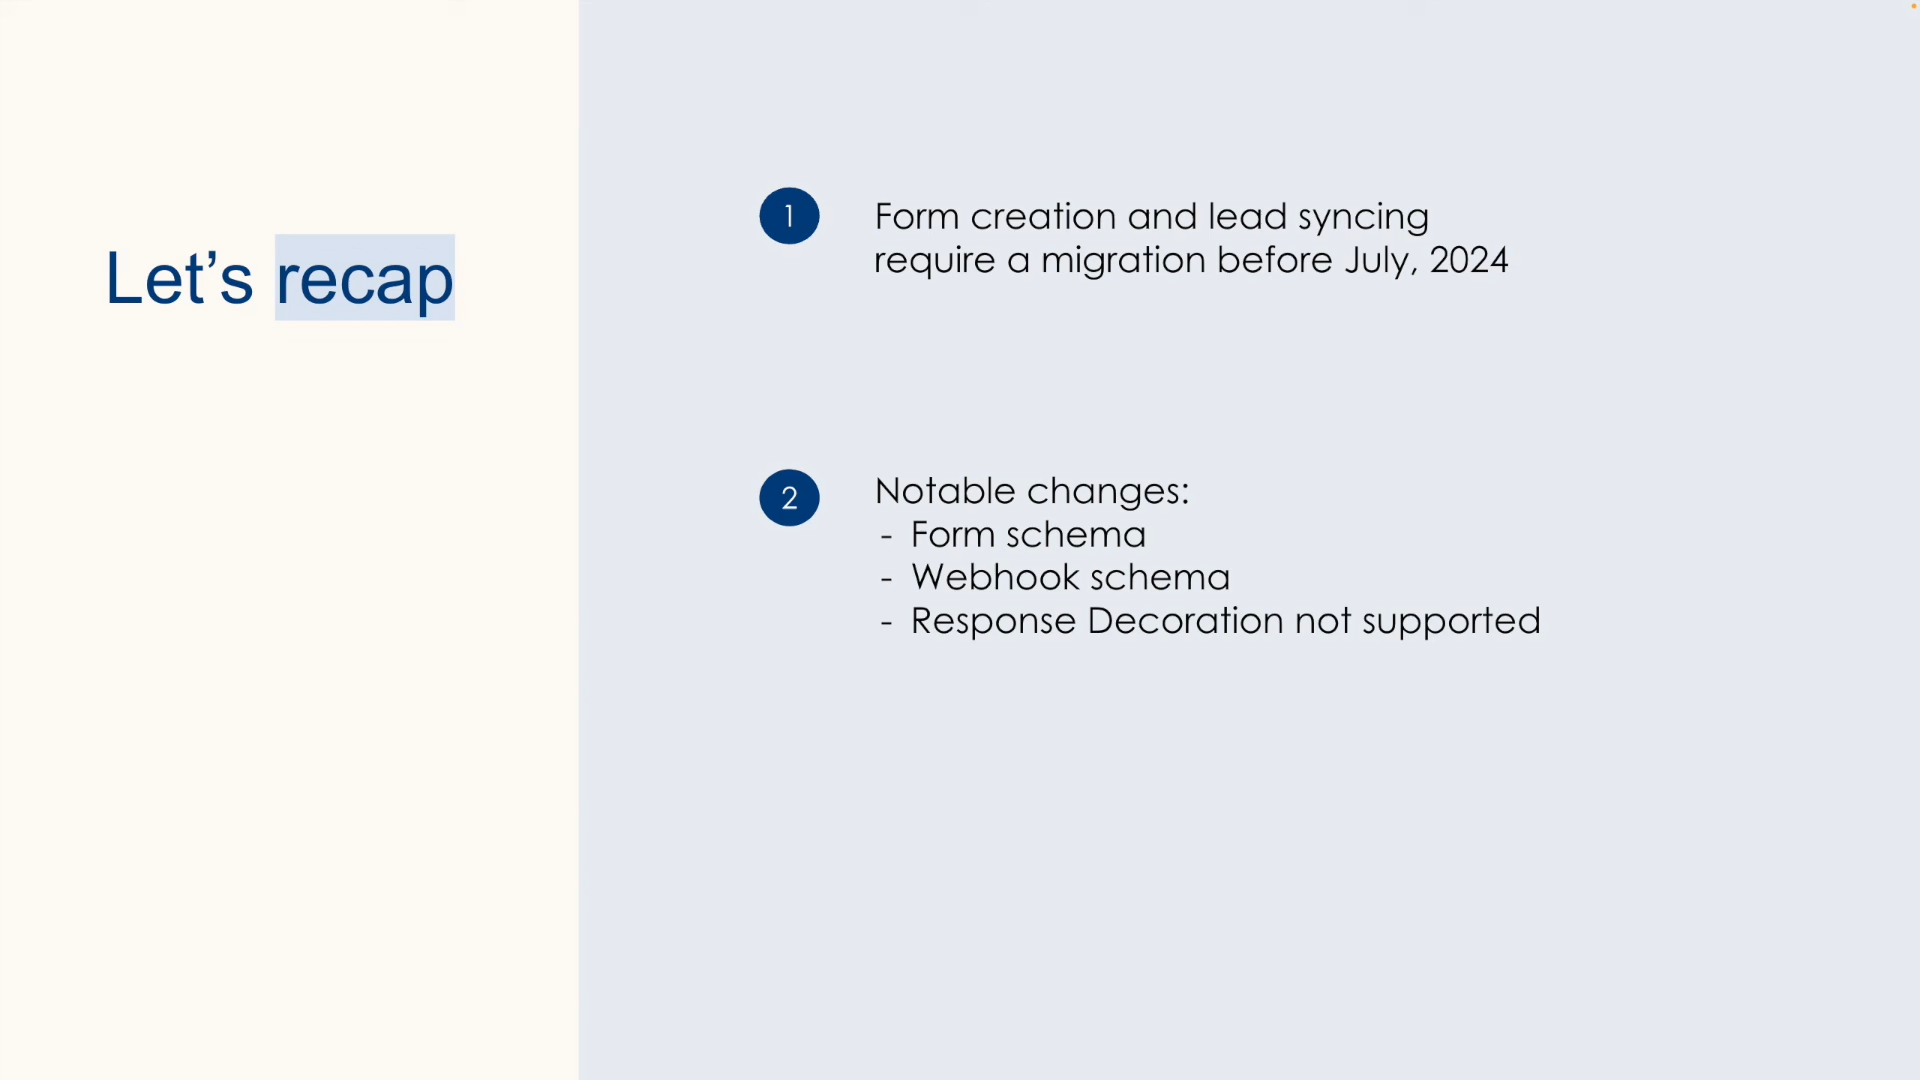 Let’s recap
1
Form creation and lead syncing
require a migration before July, 2024
2
Notable changes:
- Form schema
- Webhook schema
- Response Decoration not supported